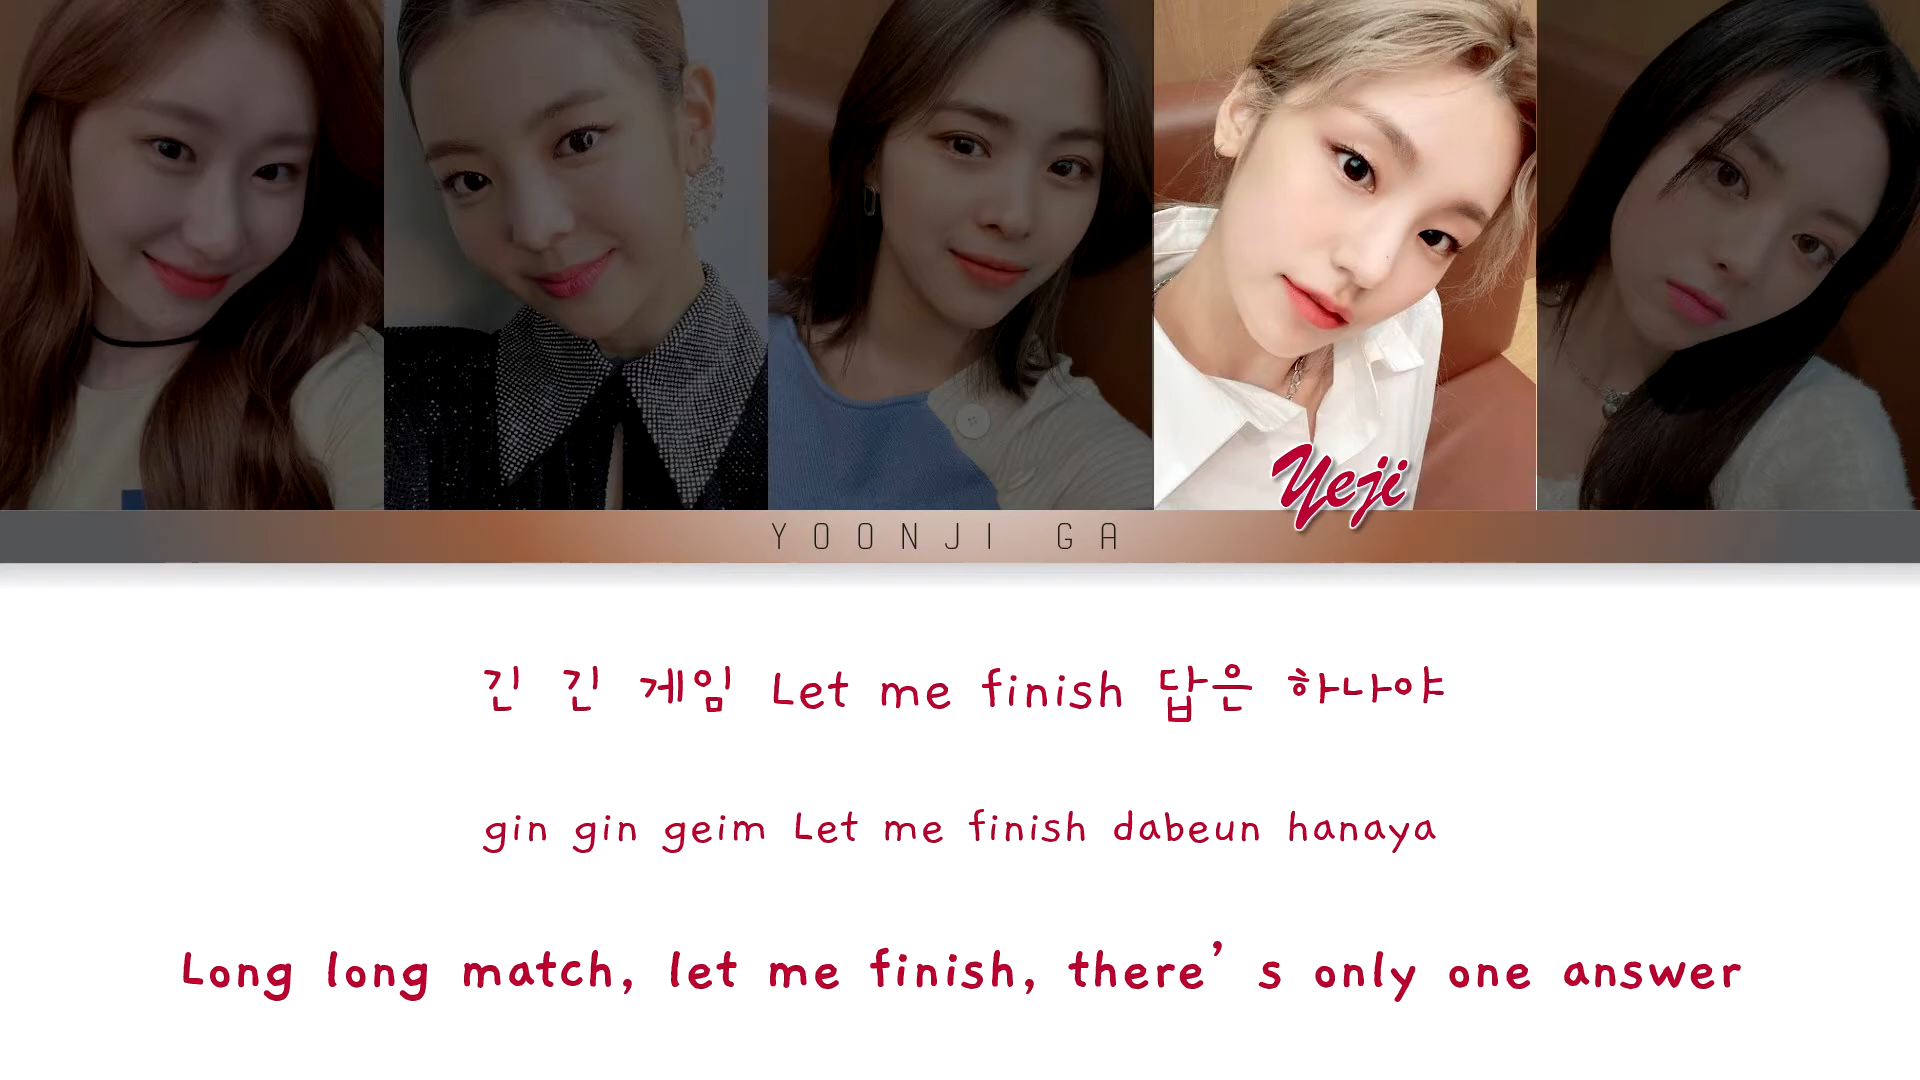 Yeji
YOONJI GA
긴 긴 게임 Let me finish 답은 하나야
gin gin geim Let me finish dabeun hanaya
Long long match, let me finish, there's only one answer